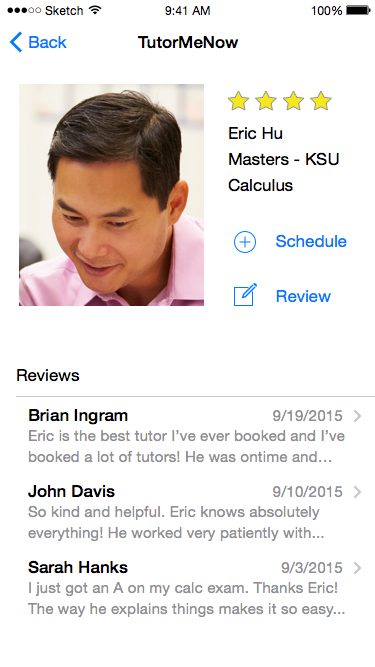 Sketch 9:41 AM 100%
Back TutorMeNow
Eric Hu
Masters - KSU
Calculus
Schedule
Review
Reviews
Brian Ingram 9/19/2015
Eric is the best tutor I’ve ever booked and I’ve
booked a lot of tutors! He was ontime and...
John Davis 9/10/2015
So kind and helpful. Eric knows absolutely
everything! He worked very patiently with...
Sarah Hanks 9/3/2015
I just got an A on my calc exam. Thanks Eric!
The way he explains things makes it so easy...